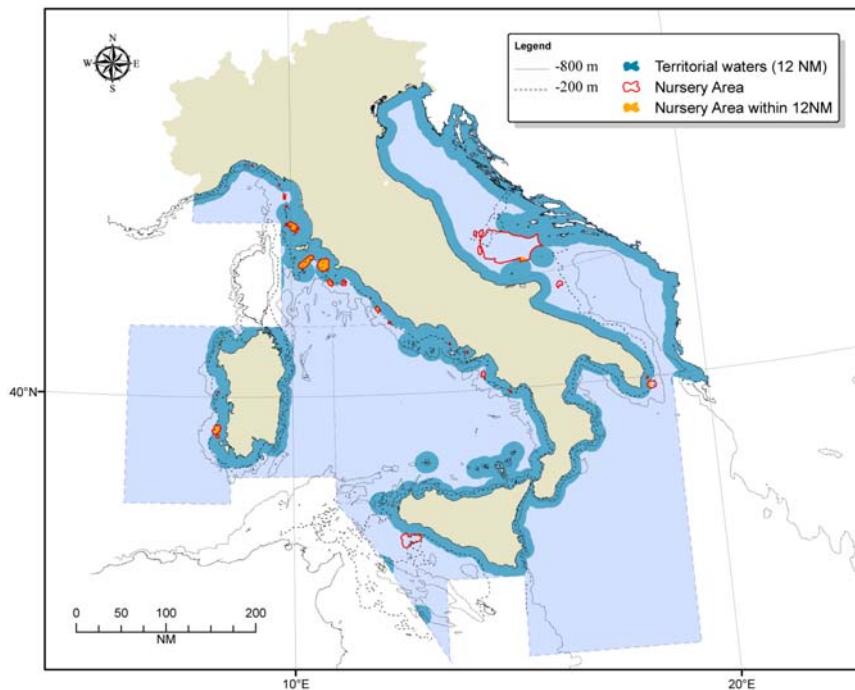 N
W E
S
Legend
-800 m
-200 m
Territorial waters (12 NM)
Nursery Area
Nursery Area within 12NM
40°N
0 50 100 150 200
NM
10°E
20°E